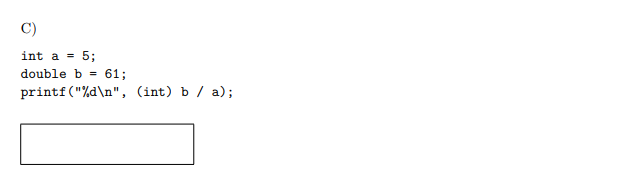 C)
int a = 5;
double b = 61;
printf("%d\n", (int) b / a);